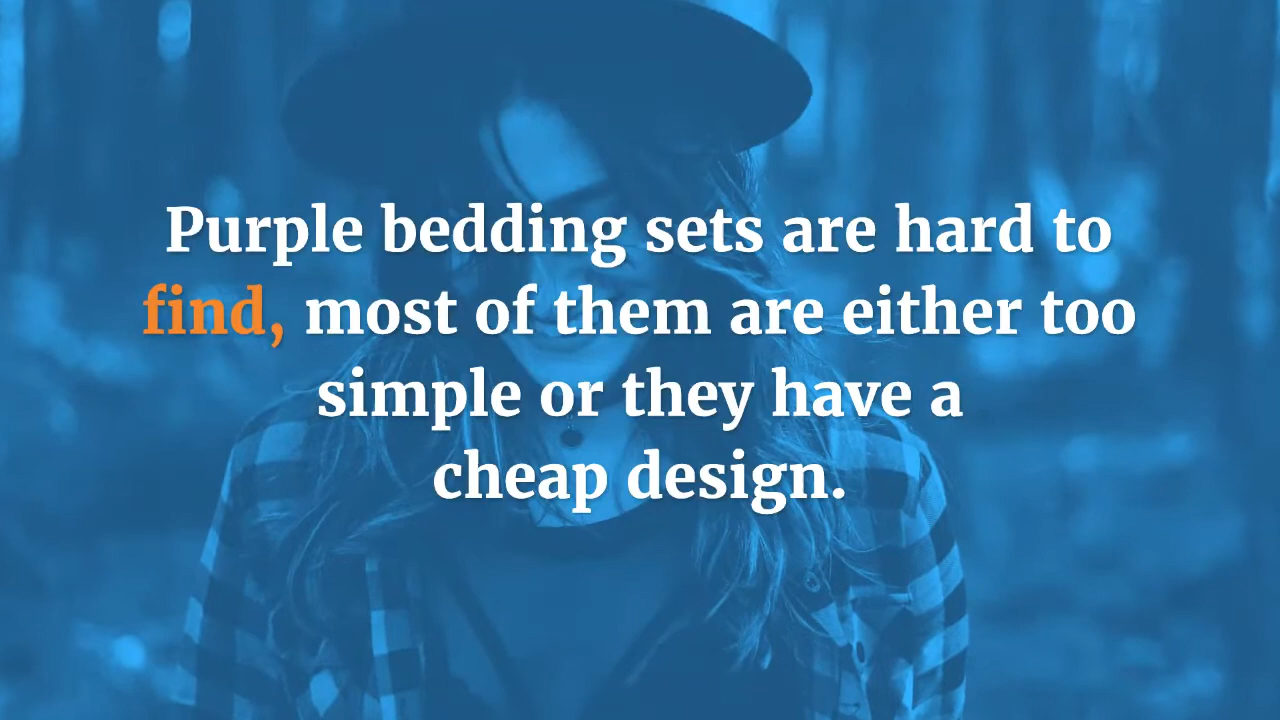 Purple bedding sets are hard to
find, most of them are either too
simple or they have a
cheap design.